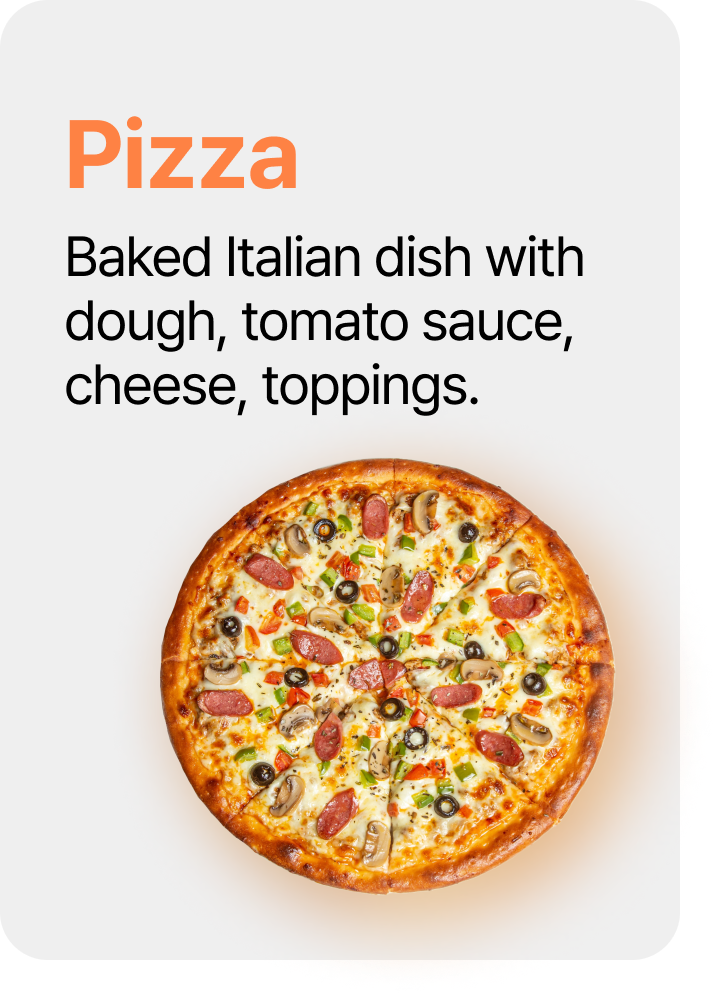 Pizza
Baked Italian dish with
dough, tomato sauce,
cheese, toppings.